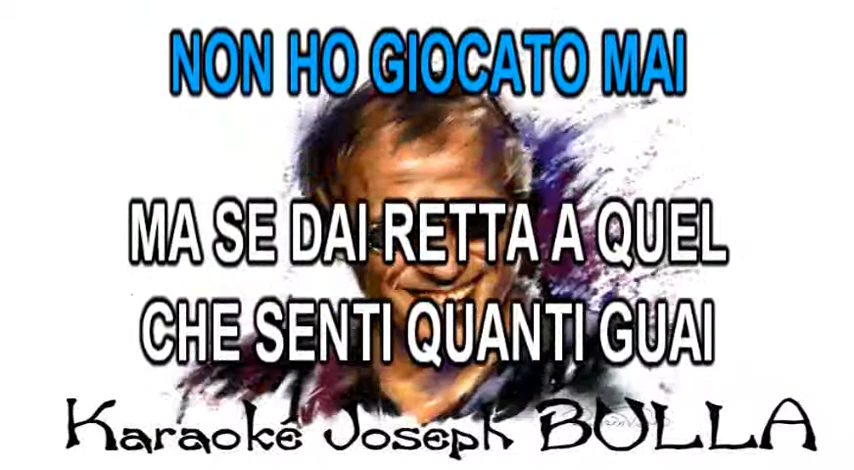 NON HO GIOCATO MAI
MA SE DAI RETTA A QUEL
CHE SENTI QUANTI GUAI
Karaoké Joseph BULLA